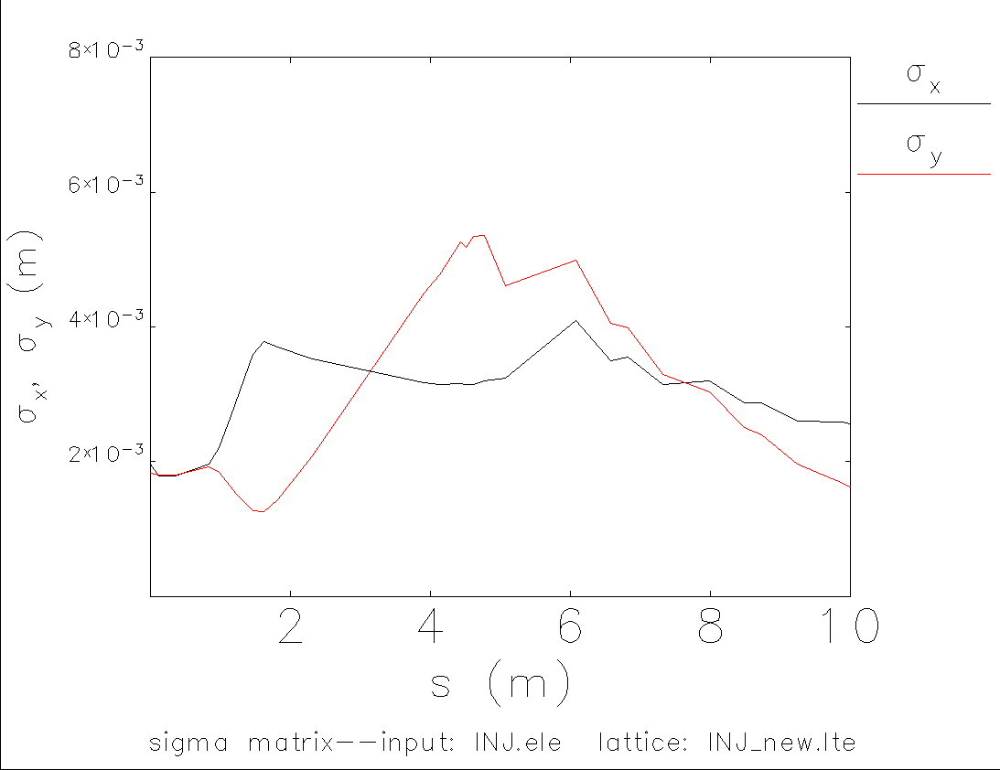 8×10⁻³
6×10⁻³
4×10⁻³
2×10⁻³
σx, σy (m)
2 4 6 8 10
s (m)
sigma matrix--input: INJ.ele lattice: INJ_new.lte
σx
σy